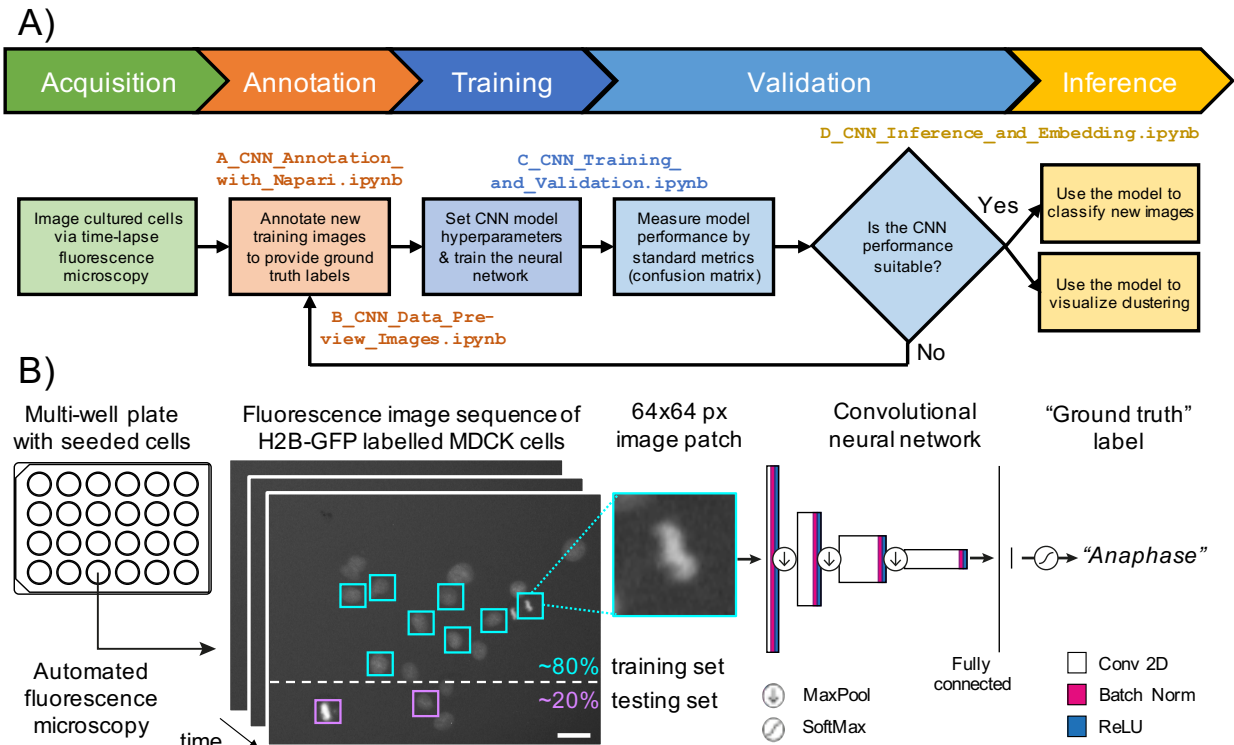 A)
Acquisition
Annotation
Training
Validation
Inference
D_CNN_Inference_and_Embedding.ipynb
A_CNN_Annotation_
with_Napari.ipynb
C_CNN_Training_
and_Validation.ipynb
Image cultured cells
via time-lapse
fluorescence
microscopy
Annotate new
training images
to provide ground
truth labels
Set CNN model
hyperparameters
& train the neural
network
Measure model
performance by
standard metrics
(confusion matrix)
Is the CNN
performance
suitable?
Yes
Use the model to
classify new images
Use the model to
visualize clustering
B_CNN_Data_Pre-
view_Images.ipynb
No
B)
Multi-well plate
with seeded cells
Fluorescence image sequence of
H2B-GFP labelled MDCK cells
64x64 px
image patch
Convolutional
neural network
“Ground truth”
label
“Anaphase”
Automated
fluorescence
microscopy
time
~80%
training set
~20%
testing set
MaxPool
SoftMax
Fully
connected
Conv 2D
Batch Norm
ReLU